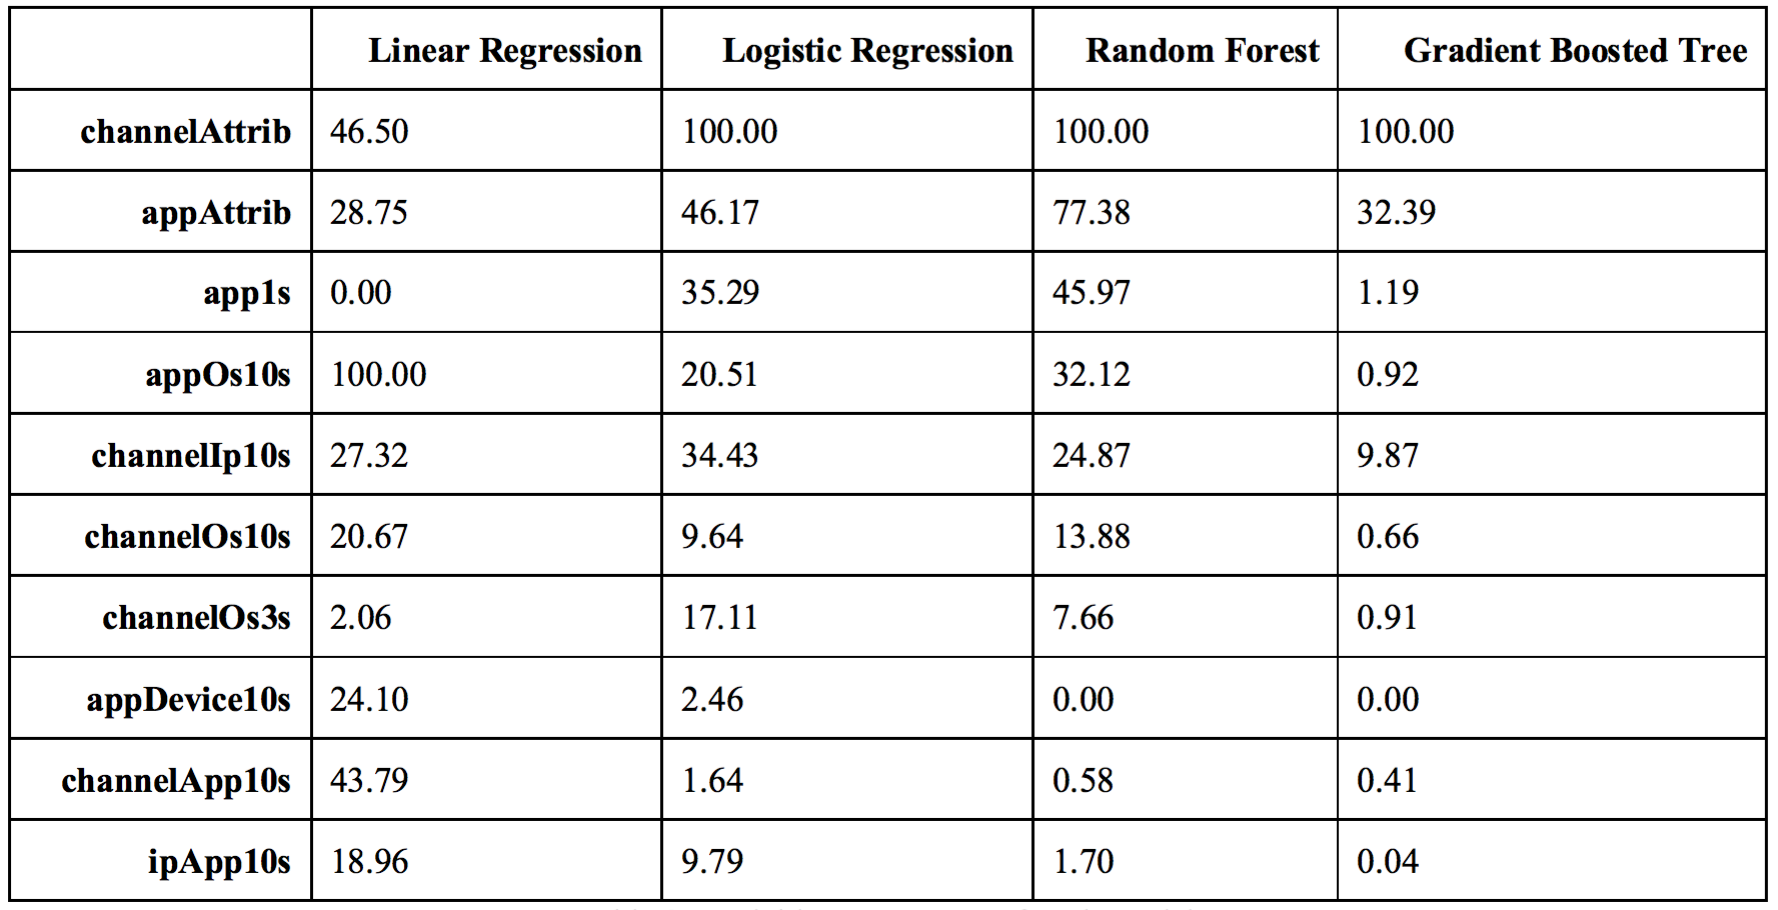 Linear Regression Logistic Regression Random Forest Gradient Boosted Tree
channelAttrib 46.50 100.00 100.00 100.00
appAttrib 28.75 46.17 77.38 32.39
app1s 0.00 35.29 45.97 1.19
appOs10s 100.00 20.51 32.12 0.92
channelIp10s 27.32 34.43 24.87 9.87
channelOs10s 20.67 9.64 13.88 0.66
channelOs3s 2.06 17.11 7.66 0.91
appDevice10s 24.10 2.46 0.00 0.00
channelApp10s 43.79 1.64 0.58 0.41
ipApp10s 18.96 9.79 1.70 0.04